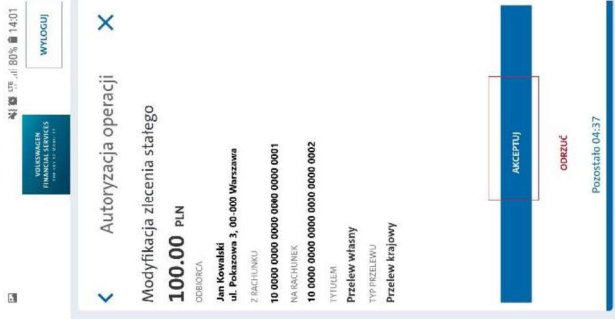 LTE 80% 14:01
VOLKSWAGEN
FINANCIAL SERVICES
WYLOGUJ
Autoryzacja operacji
Modyfikacja zlecenia stałego
100.00 PLN
ODBIORCA
Jan Kowalski
ul. Pokazowa 3, 00-000 Warszawa
Z RACHUNKU
10 0000 0000 0000 0000 0000 0001
NA RACHUNEK
10 0000 0000 0000 0000 0000 0002
TYTUŁEM
Przelew własny
TYP PRZELEWU
Przelew krajowy
AKCEPTUJ
ODRZUĆ
Pozostało 04:37